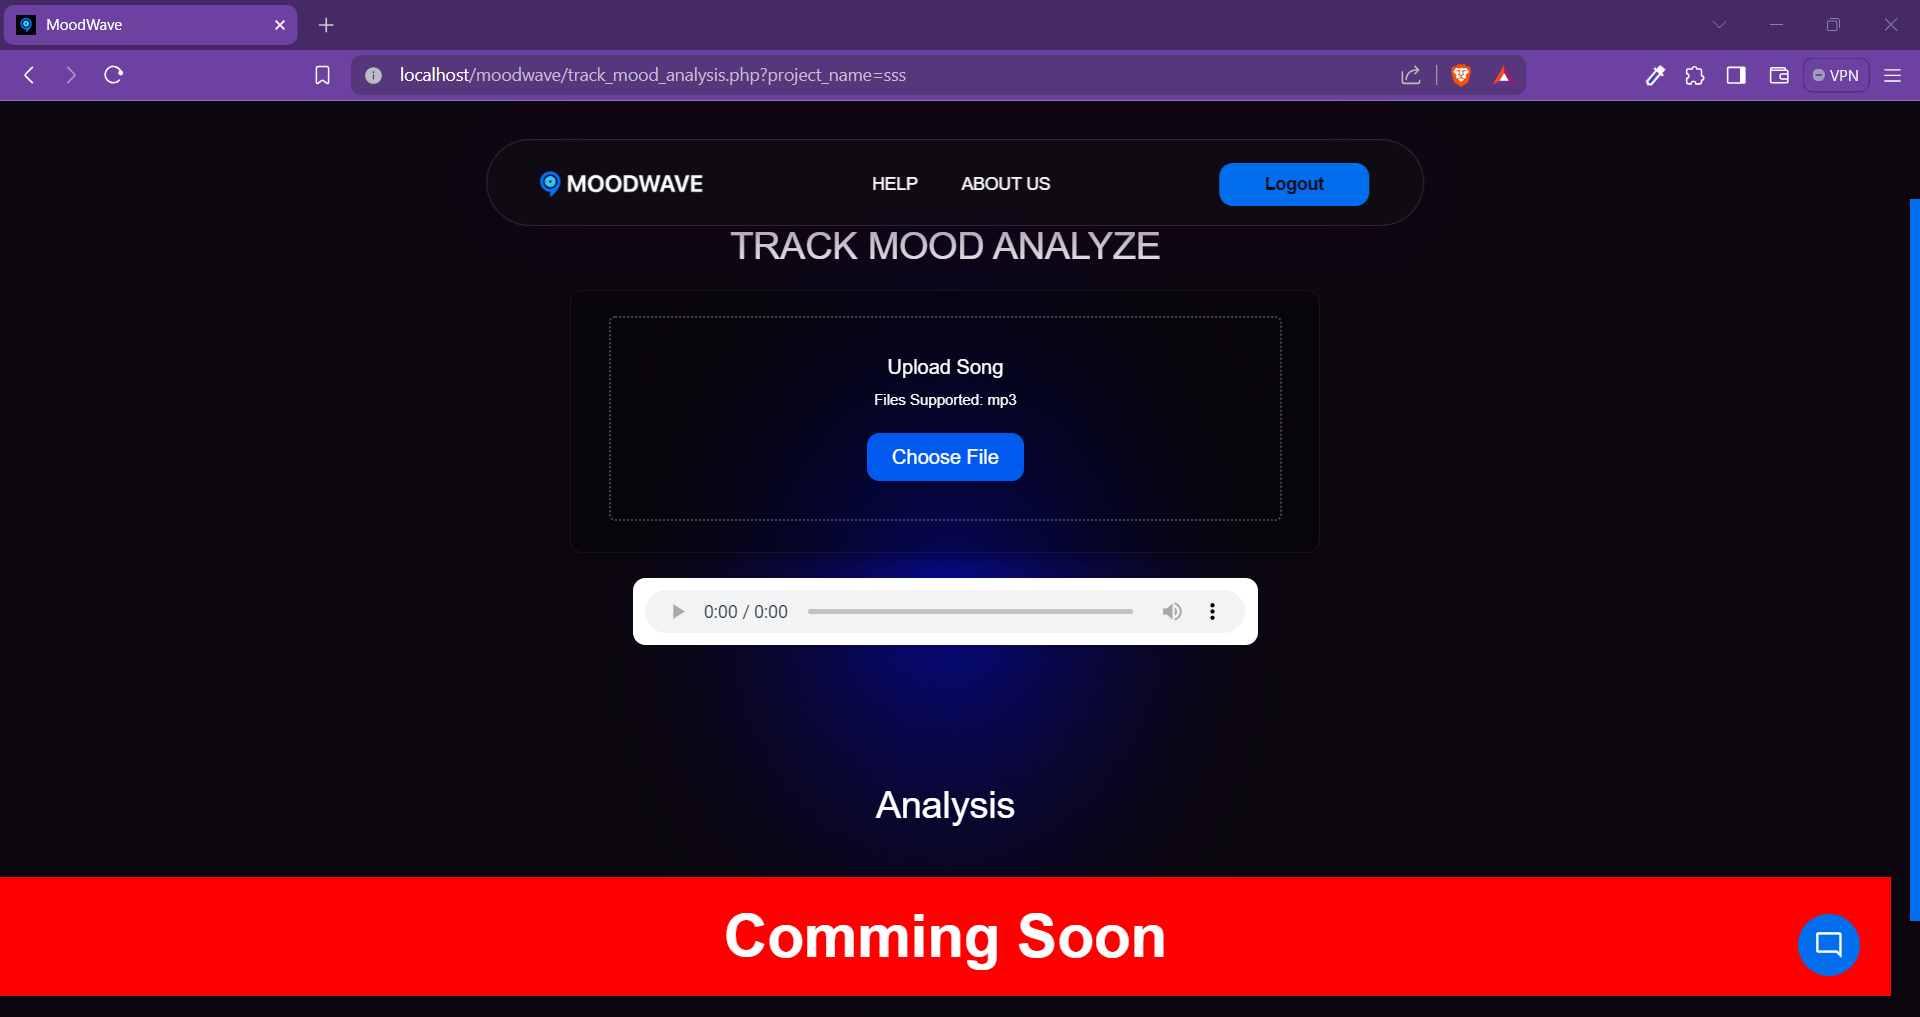 MoodWave
localhost/moodwave/track_mood_analysis.php?project_name=sss
VPN
MOODWAVE
HELP
ABOUT US
Logout
TRACK MOOD ANALYZE
Upload Song
Files Supported: mp3
Choose File
0:00 / 0:00
Analysis
Comming Soon